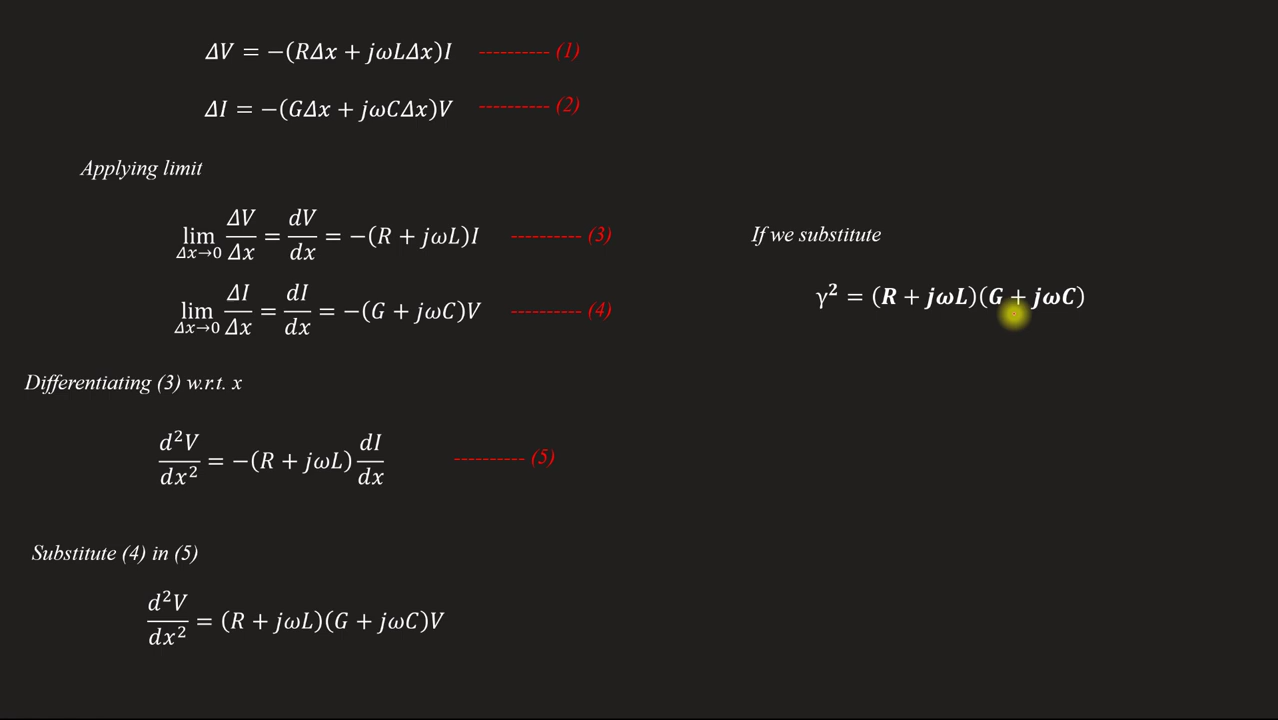 ΔV = −(RΔx + jωLΔx)I ---------- (1)
ΔI = −(GΔx + jωCΔx)V ---------- (2)
Applying limit
lim Δx→0 ΔV/Δx = dV/dx = −(R + jωL)I ---------- (3)
lim Δx→0 ΔI/Δx = dI/dx = −(G + jωC)V ---------- (4)
Differentiating (3) w.r.t. x
d²V/dx² = −(R + jωL) dI/dx ---------- (5)
Substitute (4) in (5)
d²V/dx² = (R + jωL)(G + jωC)V
If we substitute
γ² = (R + jωL)(G + jωC)